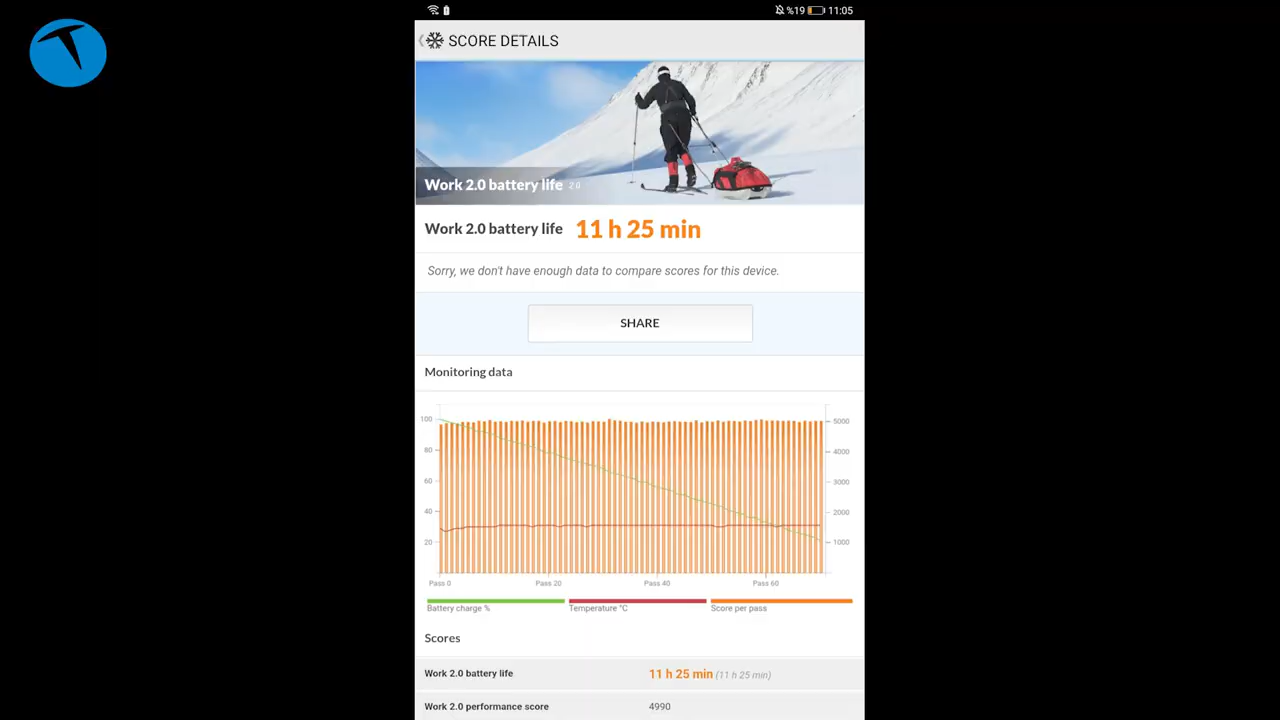 %19 11:05
SCORE DETAILS
Work 2.0 battery life 2.0
Work 2.0 battery life 11 h 25 min
Sorry, we don't have enough data to compare scores for this device.
SHARE
Monitoring data
100
80
60
40
20
5000
4000
3000
2000
1000
Pass 0 Pass 20 Pass 40 Pass 60
Battery charge % Temperature °C Score per pass
Scores
Work 2.0 battery life 11 h 25 min (11 h 25 min)
Work 2.0 performance score 4990